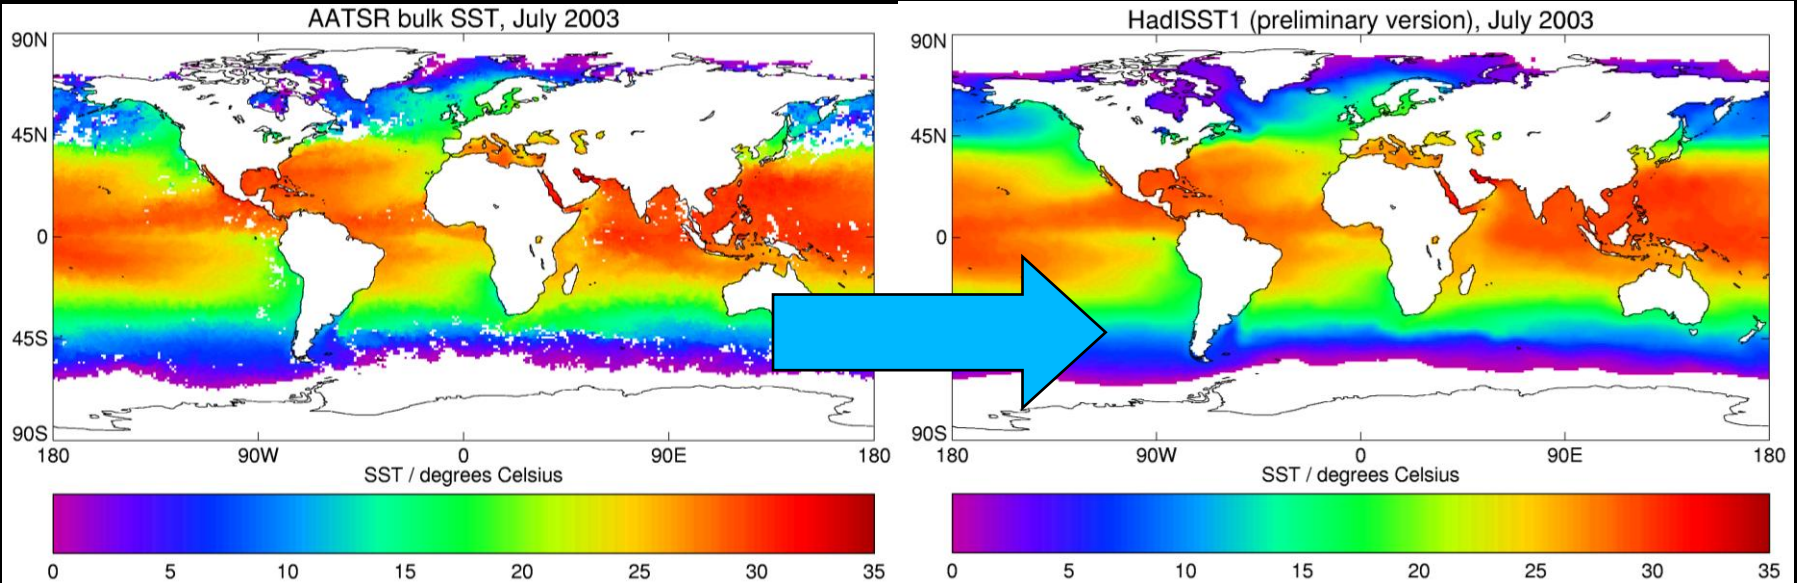 AATSR bulk SST, July 2003
90N
45N
0
45S
90S
180 90W 0 90E 180
SST / degrees Celsius
0 5 10 15 20 25 30 35
HadISST1 (preliminary version), July 2003
90N
45N
0
45S
90S
180 90W 0 90E 180
SST / degrees Celsius
0 5 10 15 20 25 30 35